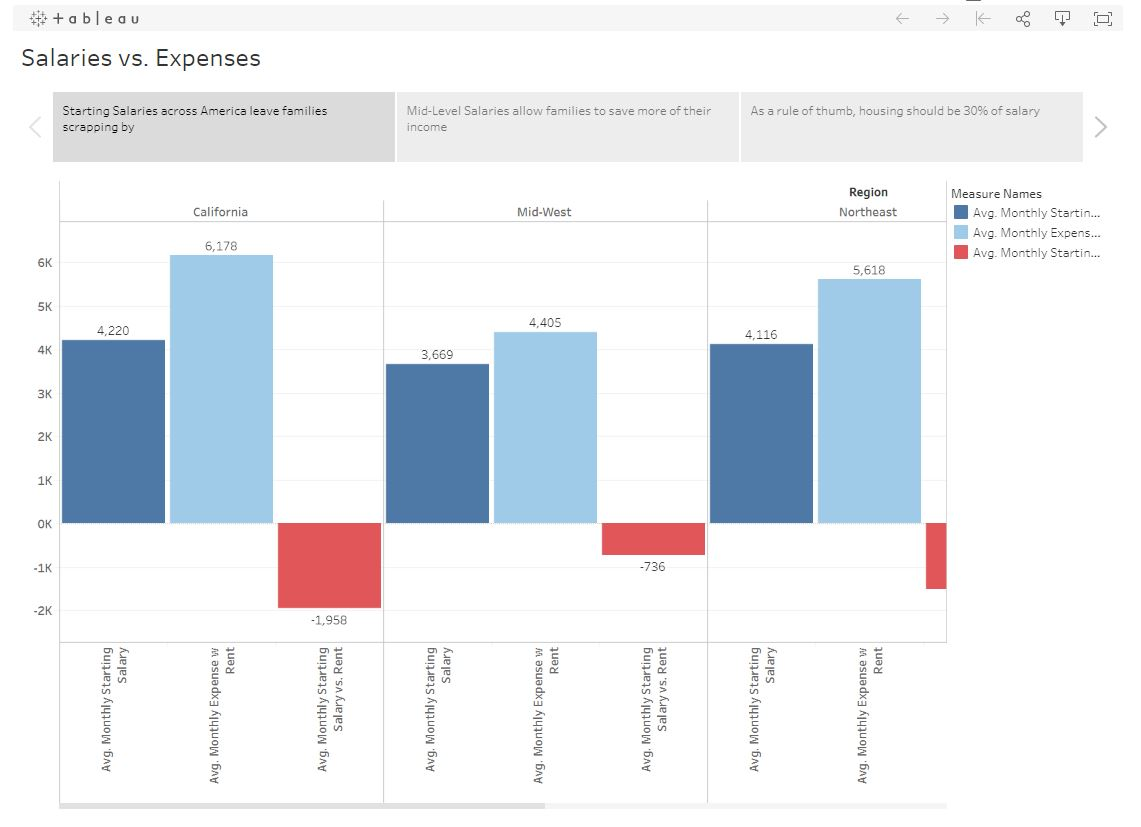 + a b l e a u
Salaries vs. Expenses
Starting Salaries across America leave families
scrapping by
Mid-Level Salaries allow families to save more of their
income
As a rule of thumb, housing should be 30% of salary
Region
California
Mid-West
Northeast
Measure Names
Avg. Monthly Startin...
Avg. Monthly Expens...
Avg. Monthly Startin...
6K
5K
4K
3K
2K
1K
0K
-1K
-2K
4,220
6,178
-1,958
3,669
4,405
-736
4,116
5,618
Avg. Monthly Starting
Salary
Avg. Monthly Expense w
Rent
Avg. Monthly Starting
Salary vs. Rent
Avg. Monthly Starting
Salary
Avg. Monthly Expense w
Rent
Avg. Monthly Starting
Salary vs. Rent
Avg. Monthly Starting
Salary
Avg. Monthly Expense w
Rent